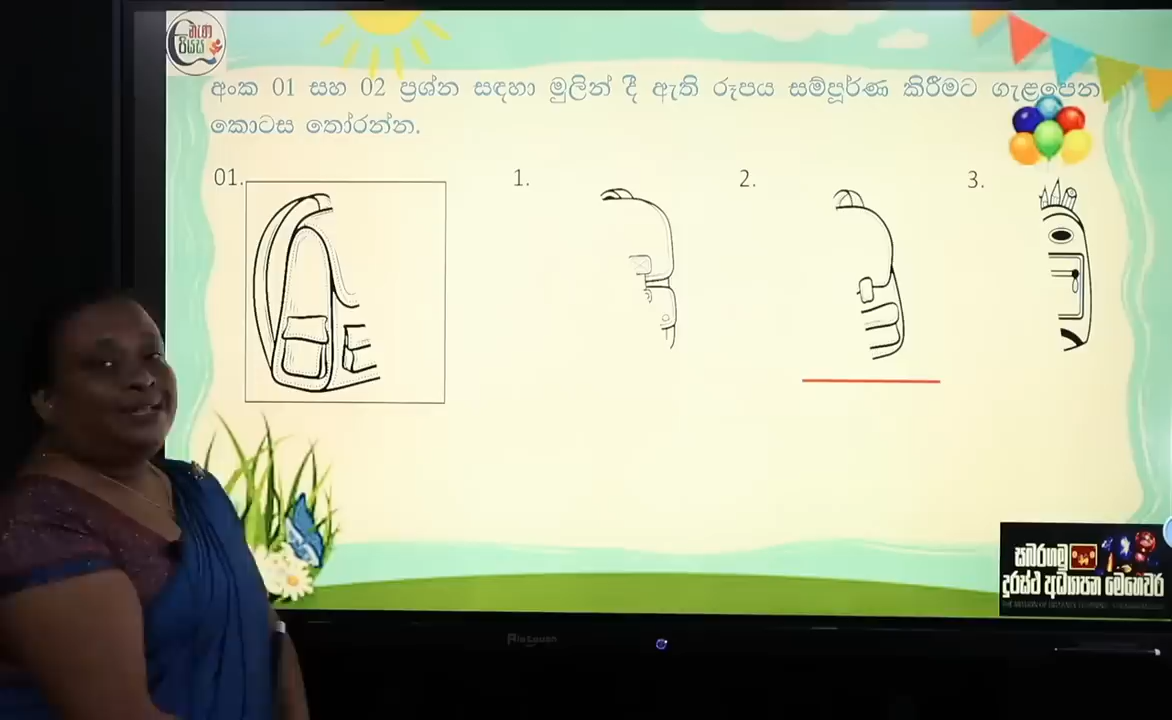 නැණ
පියස
අංක 01 සහ 02 ප්‍රශ්න සඳහා මුලින් දී ඇති රූපය සම්පූර්ණ කිරීමට ගැළපෙන
කොටස තෝරන්න.
01.
1.
2.
3.
සබරගමු
දුරස්ථ අධ්‍යාපන මෙහෙවර